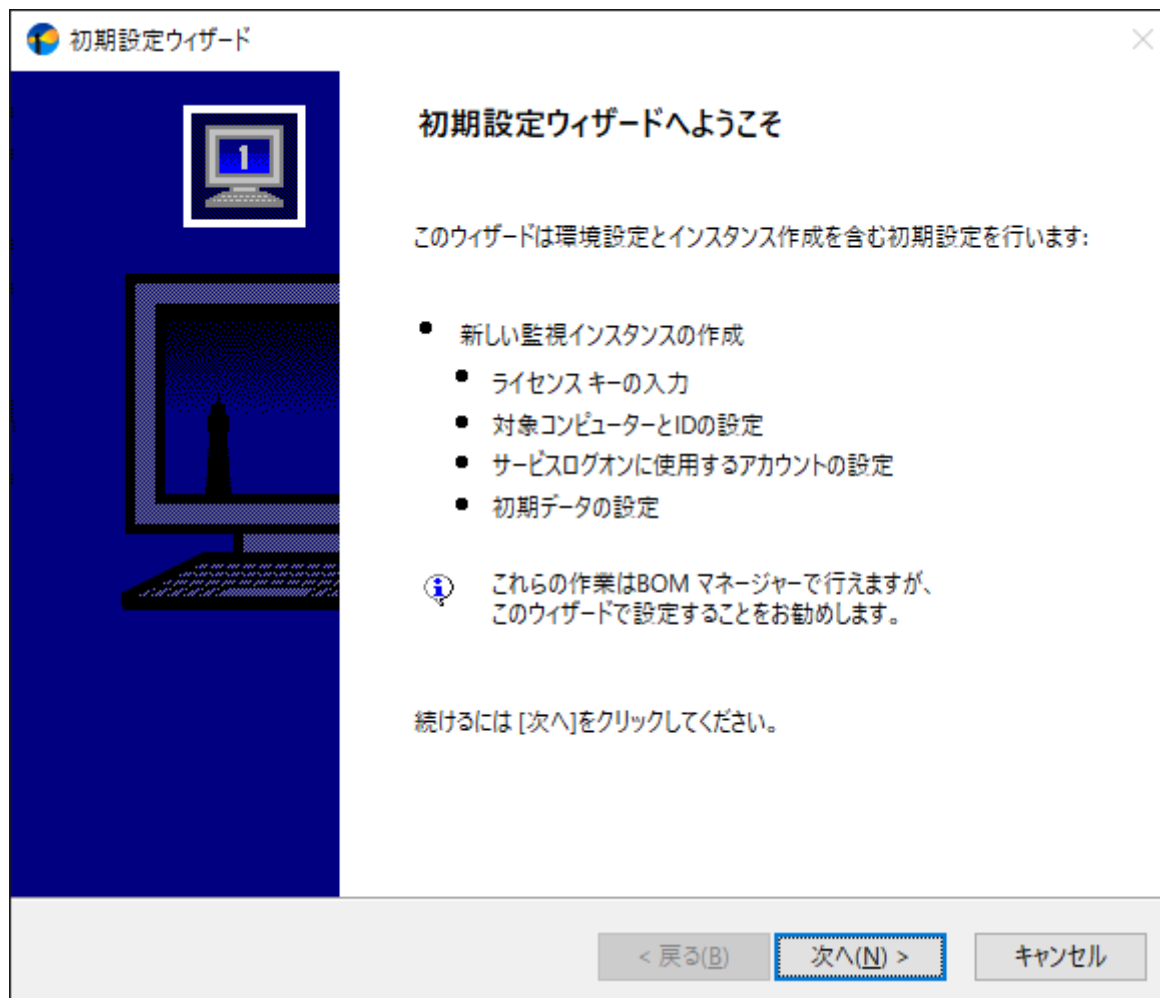 初期設定ウィザード
1
初期設定ウィザードへようこそ
このウィザードは環境設定とインスタンス作成を含む初期設定を行います:
新しい監視インスタンスの作成
ライセンス キーの入力
対象コンピューターとIDの設定
サービスログオンに使用するアカウントの設定
初期データの設定
これらの作業はBOM マネージャーで行えますが、
このウィザードで設定することをお勧めします。
続けるには [次へ]をクリックしてください。
< 戻る(B) 次へ(N) > キャンセル